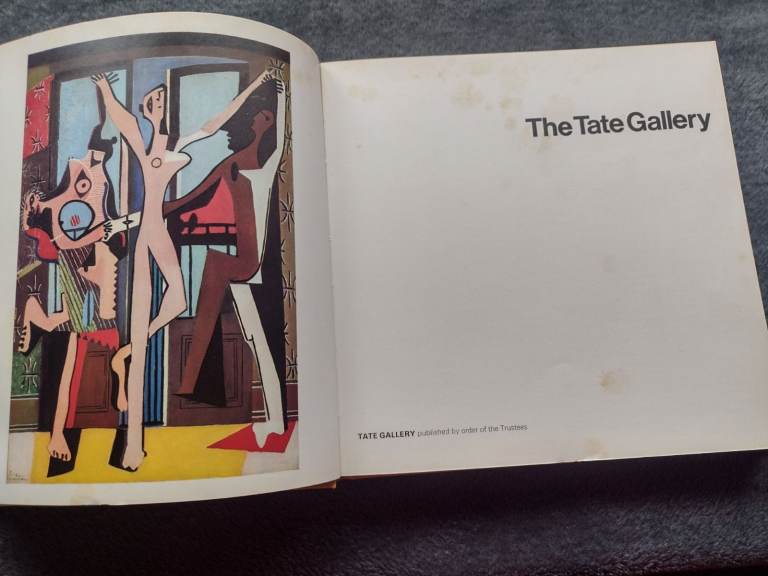 The Tate Gallery
TATE GALLERY published by order of the Trustees